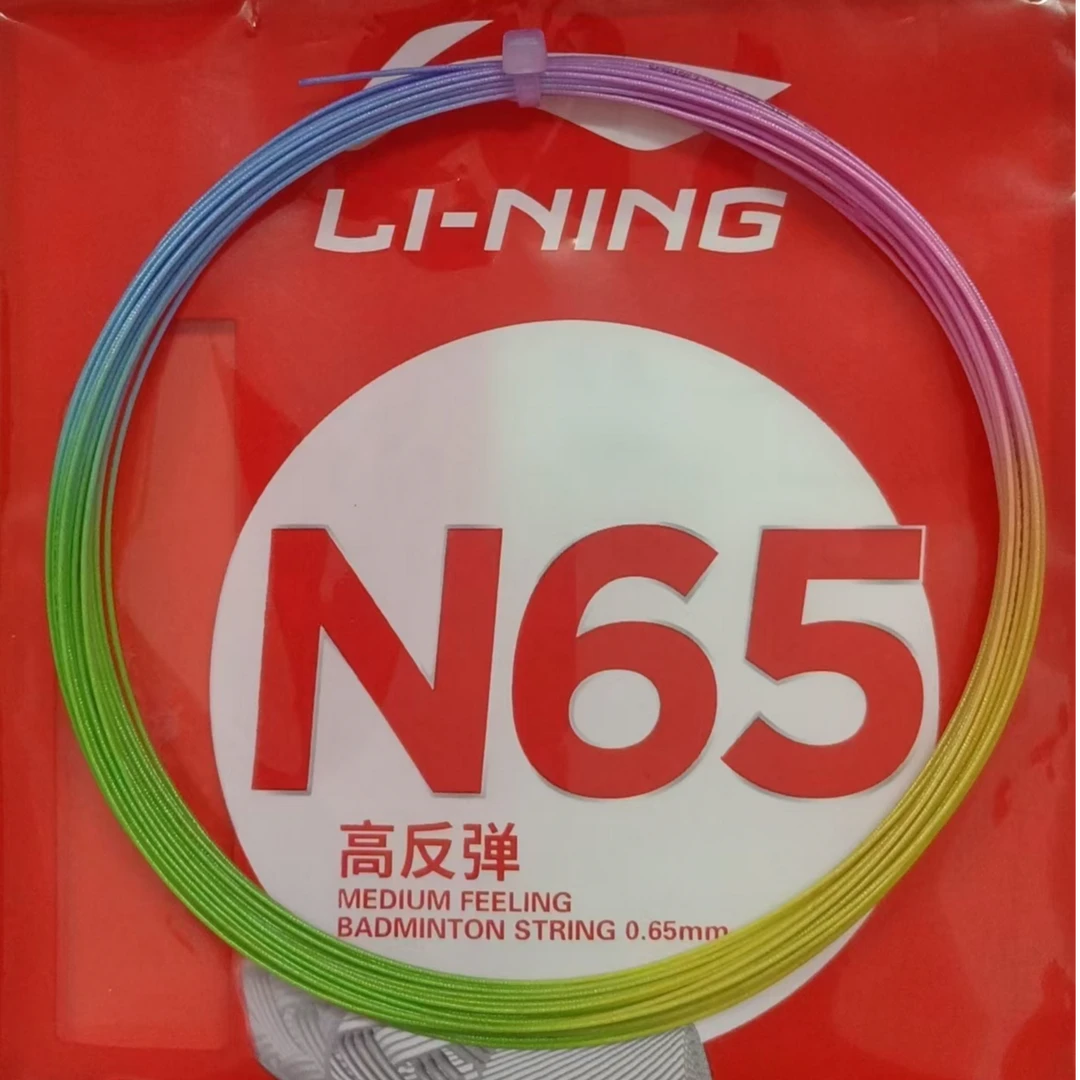 LI-NING
N65
高反弹
MEDIUM FEELING
BADMINTON STRING 0.65mm